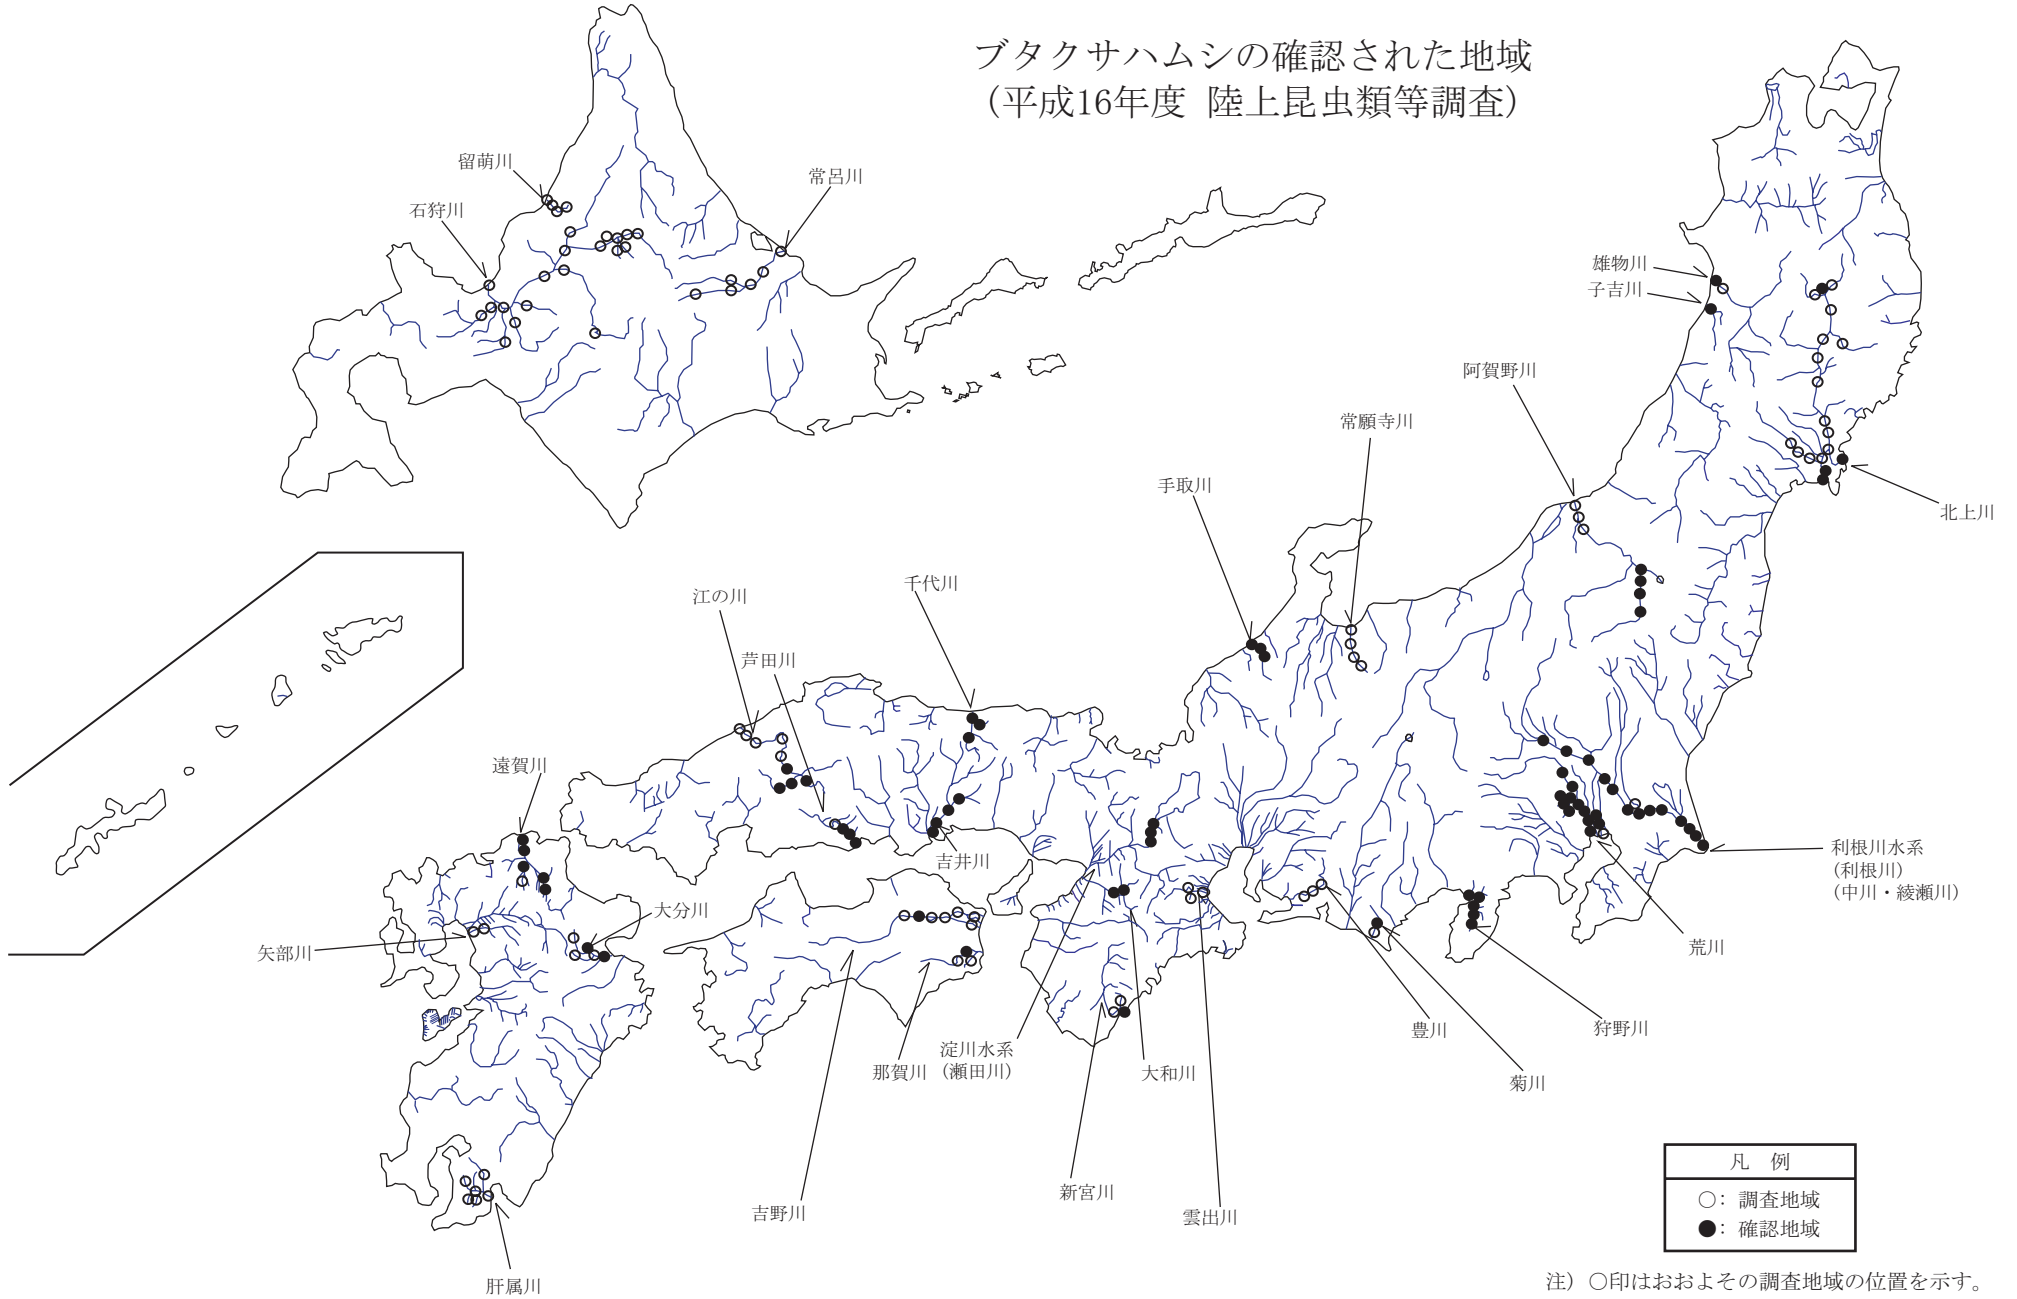 ブタクサハムシの確認された地域
（平成16年度 陸上昆虫類等調査）
留萌川
常呂川
石狩川
雄物川
子吉川
阿賀野川
常願寺川
手取川
北上川
千代川
江の川
芦田川
遠賀川
吉井川
利根川水系
（利根川）
（中川・綾瀬川）
大分川
矢部川
荒川
豊川
狩野川
淀川水系
（瀬田川）
那賀川
大和川
菊川
新宮川
吉野川
雲出川
肝属川
凡 例
○：調査地域
●：確認地域
注）○印はおおよその調査地域の位置を示す。